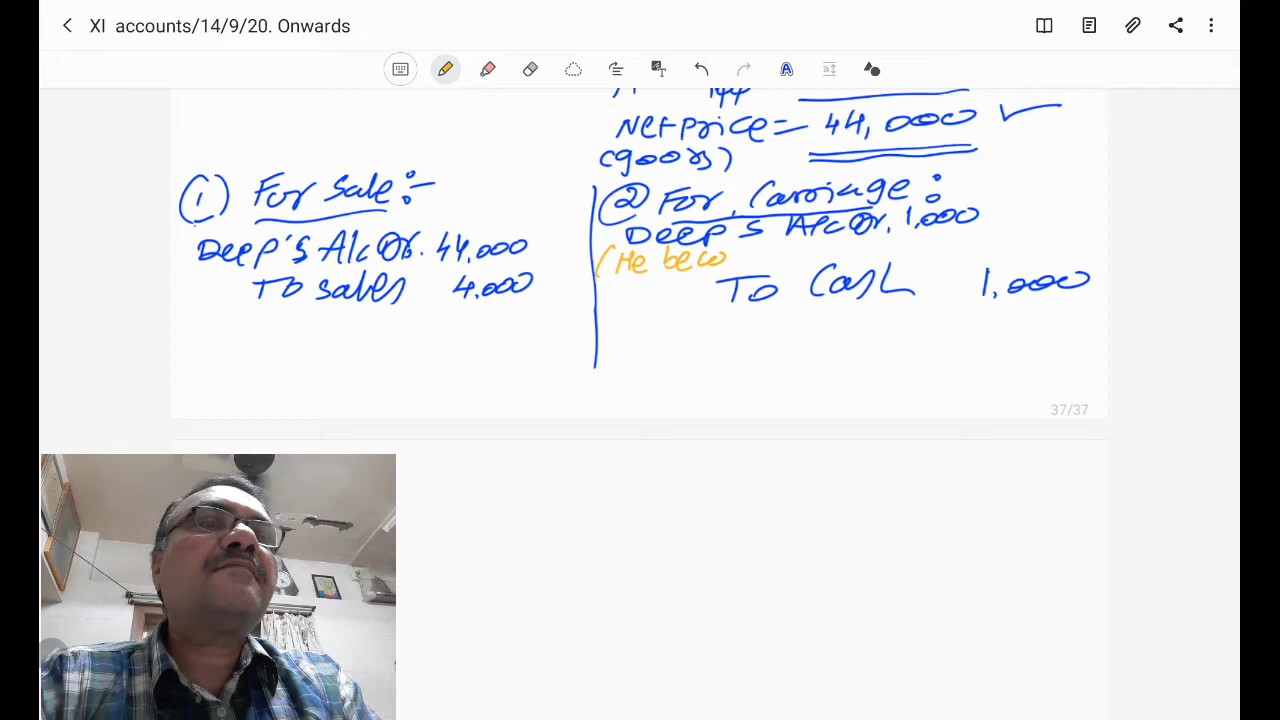 XI accounts/14/9/20. Onwards
Net Price = 44,000
(goods)
① For Sale :-
Deep's A/c Dr. 44,000
To sales 4,000
② For Carriage :
Deep's A/c Dr. 1,000
(He beco
To Cash 1,000
37/37